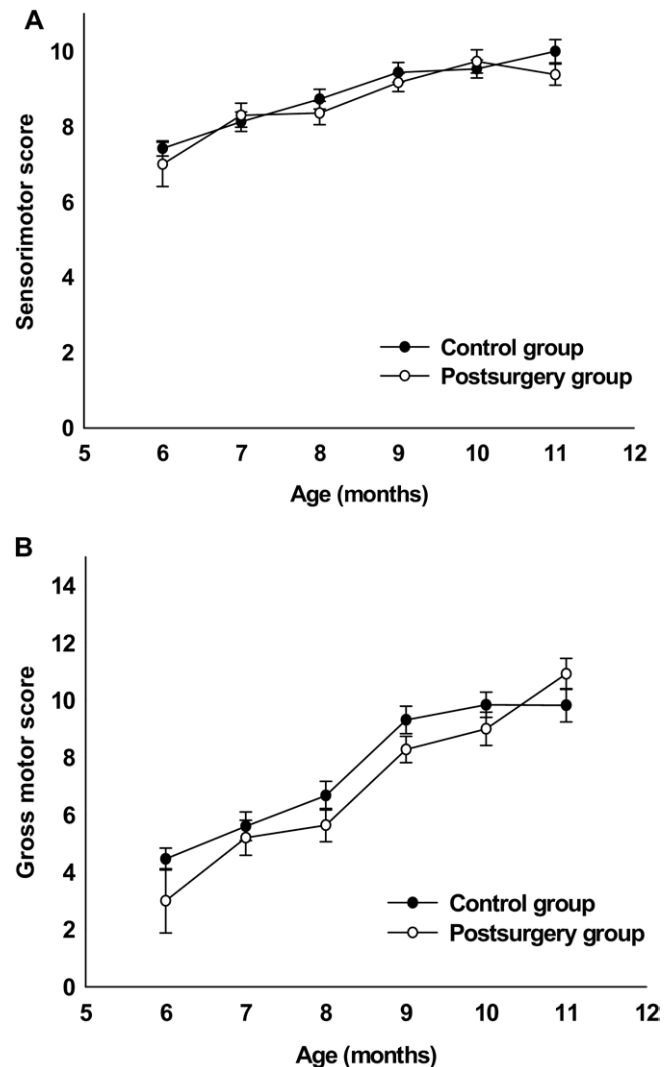 A
10
8
6
4
2
0
Sensorimotor score
Control group
Postsurgery group
5 6 7 8 9 10 11 12
Age (months)
B
14
12
10
8
6
4
2
0
Gross motor score
Control group
Postsurgery group
5 6 7 8 9 10 11 12
Age (months)